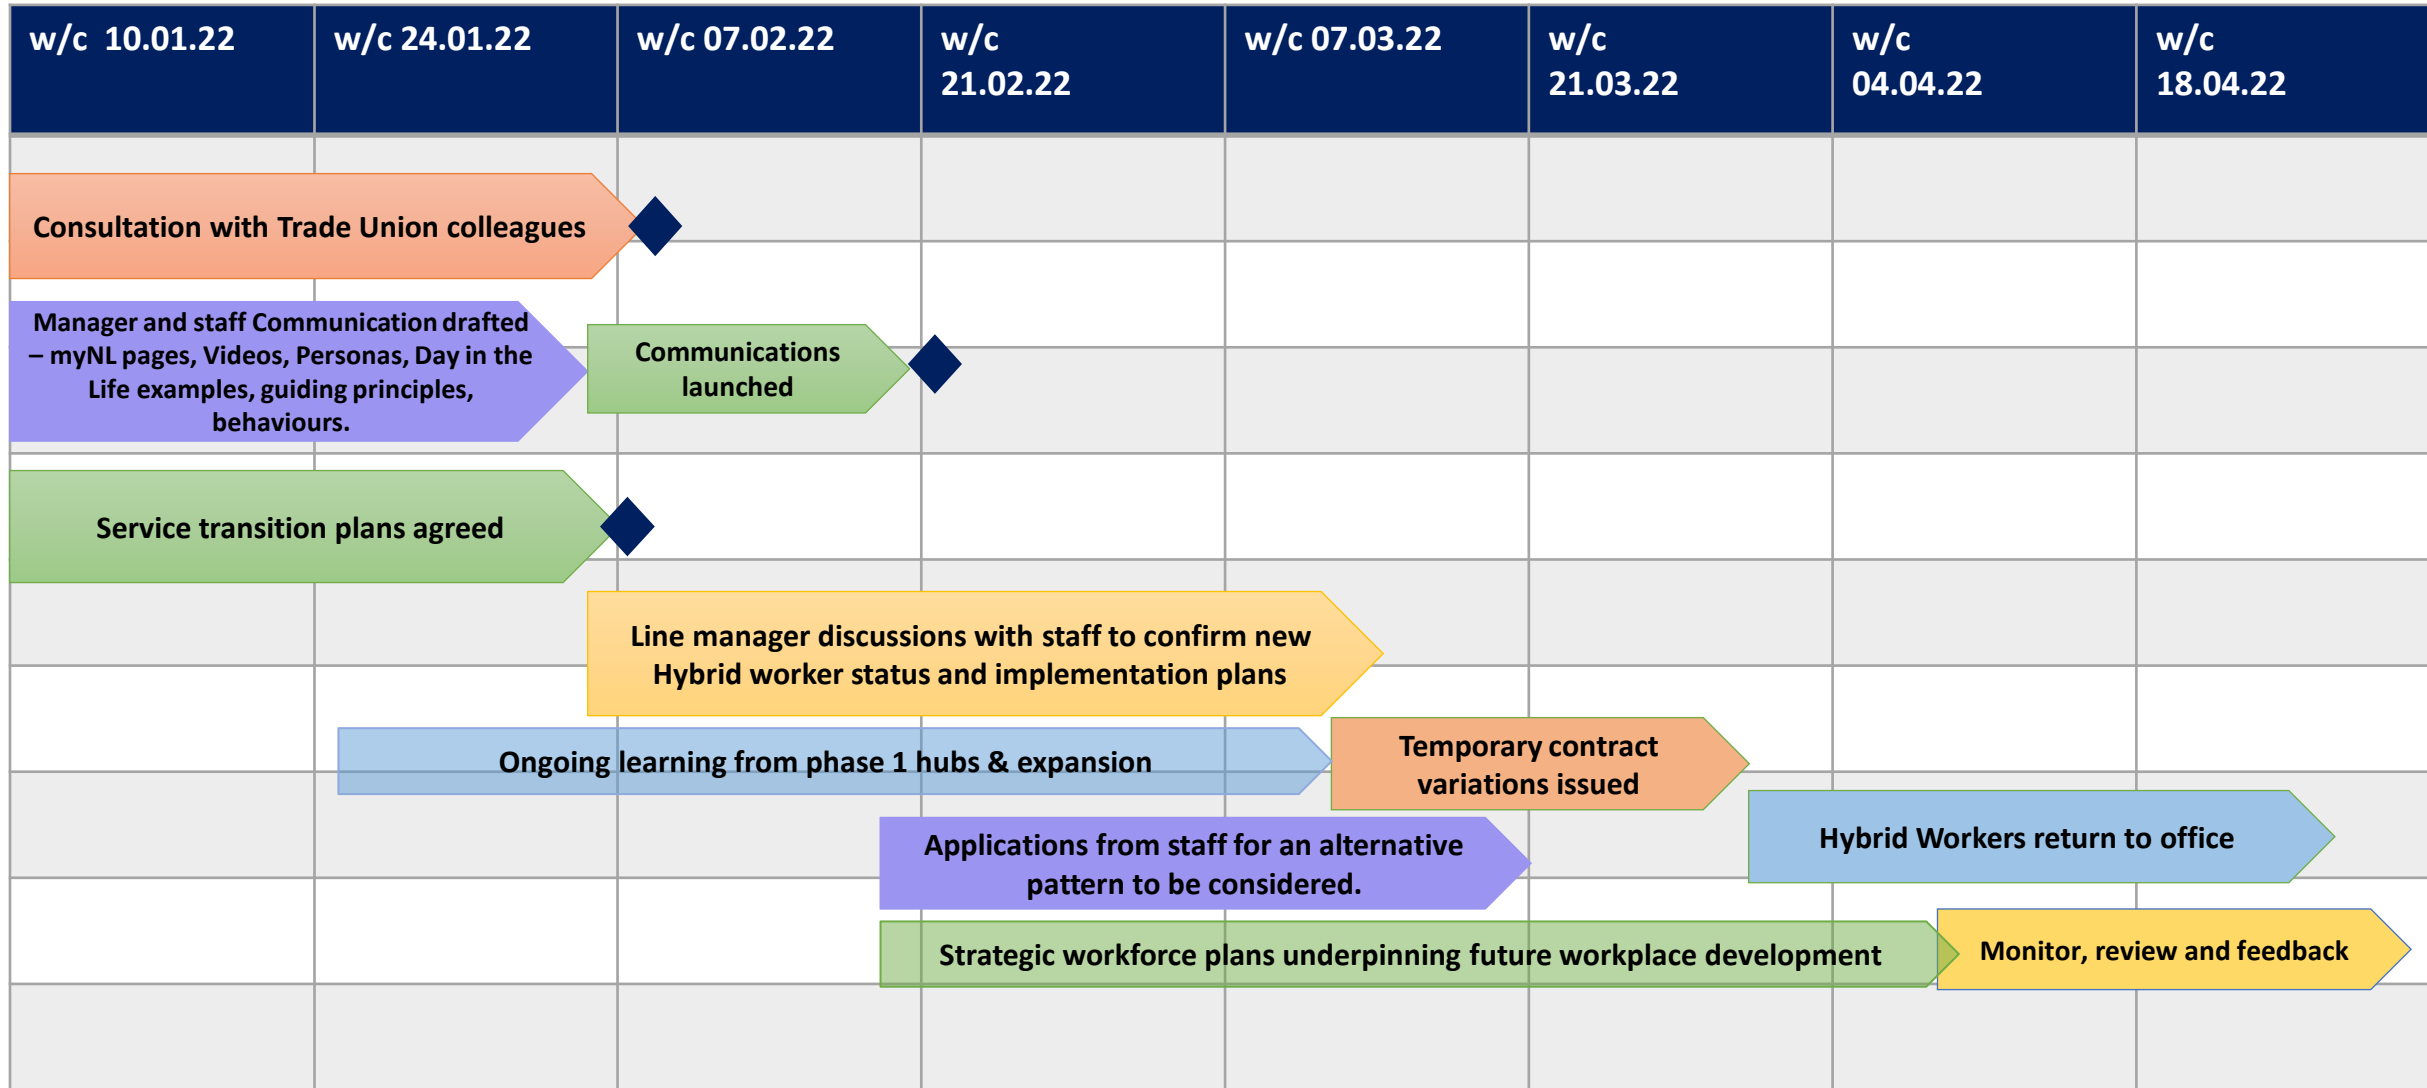 w/c 10.01.22
w/c 24.01.22
w/c 07.02.22
w/c
21.02.22
w/c 07.03.22
w/c
21.03.22
w/c
04.04.22
w/c
18.04.22
Consultation with Trade Union colleagues
Manager and staff Communication drafted
– myNL pages, Videos, Personas, Day in the
Life examples, guiding principles,
behaviours.
Communications
launched
Service transition plans agreed
Line manager discussions with staff to confirm new
Hybrid worker status and implementation plans
Ongoing learning from phase 1 hubs & expansion
Temporary contract
variations issued
Applications from staff for an alternative
pattern to be considered.
Hybrid Workers return to office
Strategic workforce plans underpinning future workplace development
Monitor, review and feedback